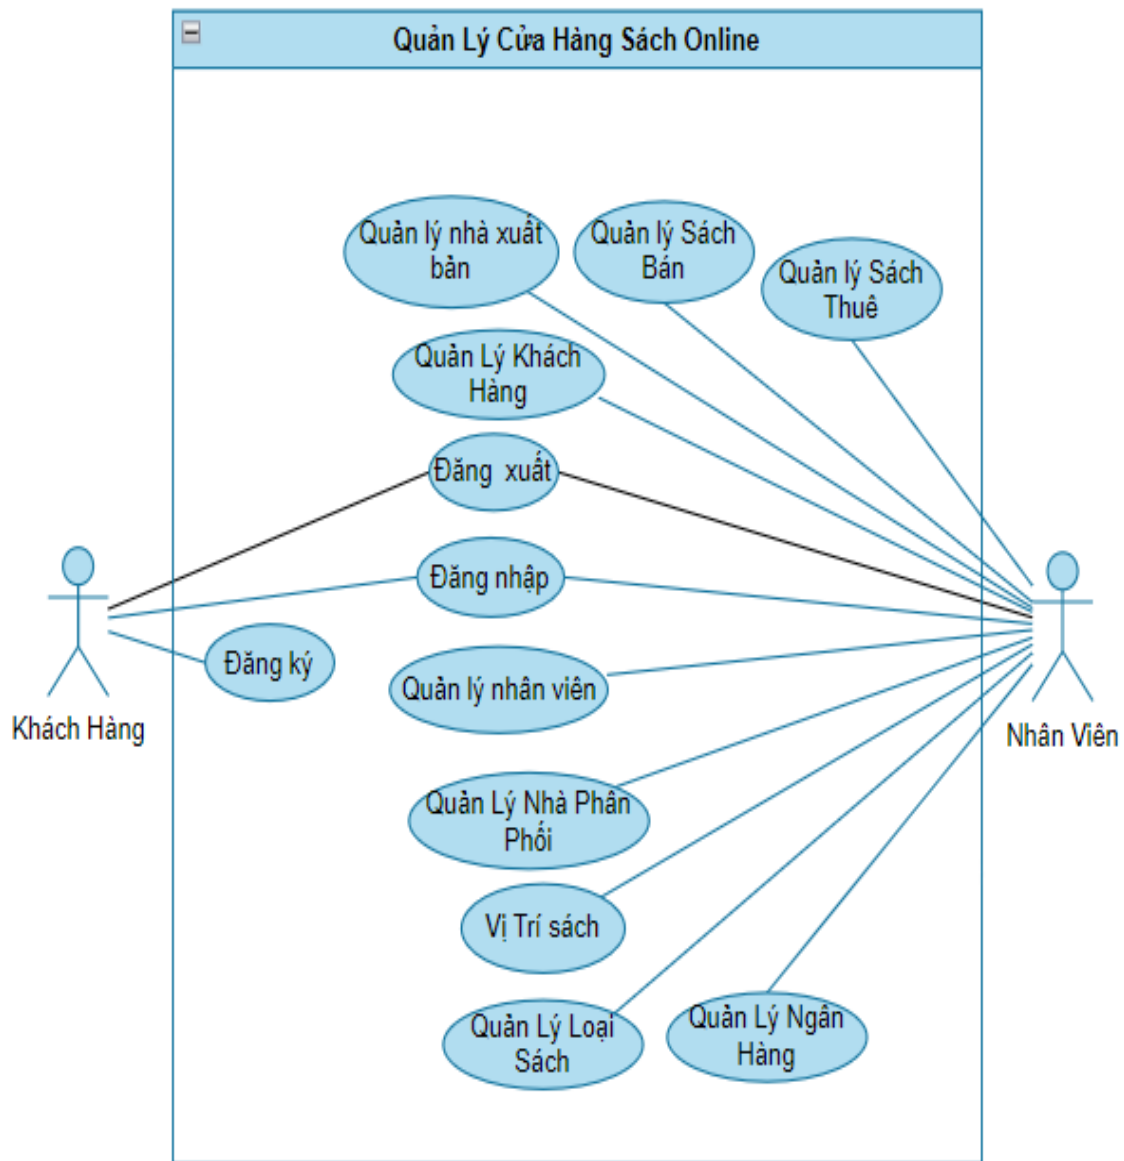 Quản Lý Cửa Hàng Sách Online
Quản lý nhà xuất
bản
Quản lý Sách
Bán
Quản lý Sách
Thuê
Quản Lý Khách
Hàng
Đăng xuất
Đăng nhập
Đăng ký
Khách Hàng
Quản lý nhân viên
Nhân Viên
Quản Lý Nhà Phân
Phối
Vị Trí sách
Quản Lý Loại
Sách
Quản Lý Ngân
Hàng